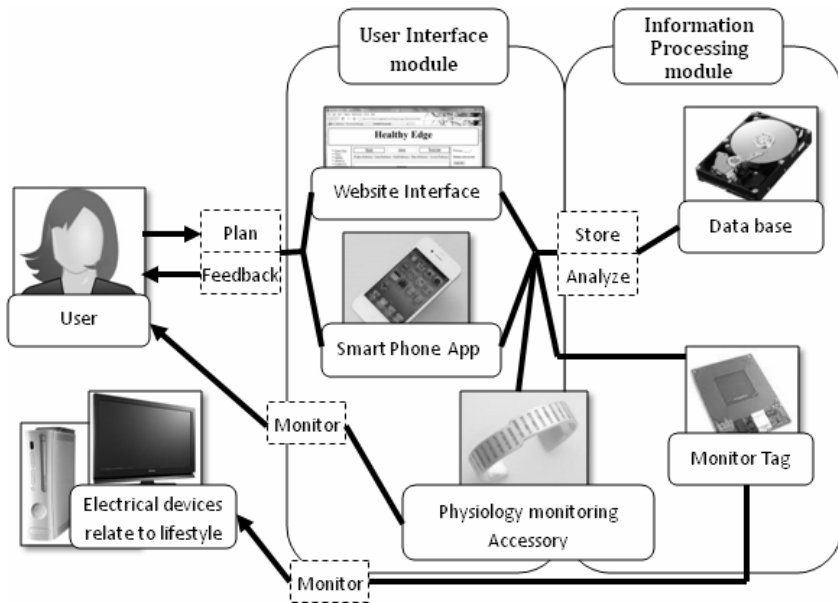 User Interface
module
Information
Processing
module
Healthy Edge
Website Interface
Data base
Plan
Feedback
Store
Analyze
User
Smart Phone App
Monitor
Monitor Tag
Electrical devices
relate to lifestyle
Physiology monitoring
Accessory
Monitor